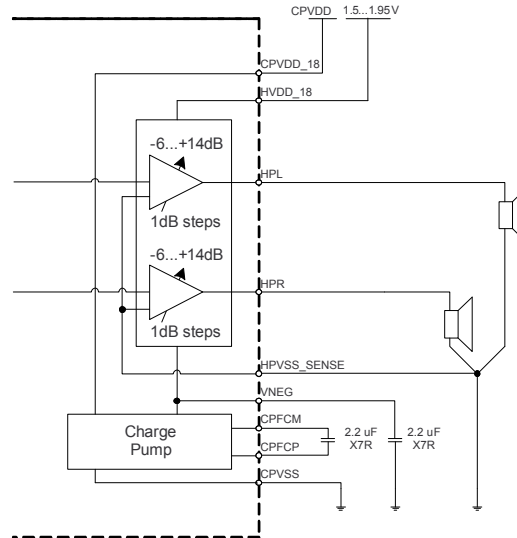 CPVDD
1.5...1.95V
CPVDD_18
HVDD_18
-6...+14dB
HPL
1dB steps
-6...+14dB
HPR
1dB steps
HPVSS_SENSE
VNEG
CPFCM
Charge
Pump
2.2 uF
X7R
2.2 uF
X7R
CPFCP
CPVSS